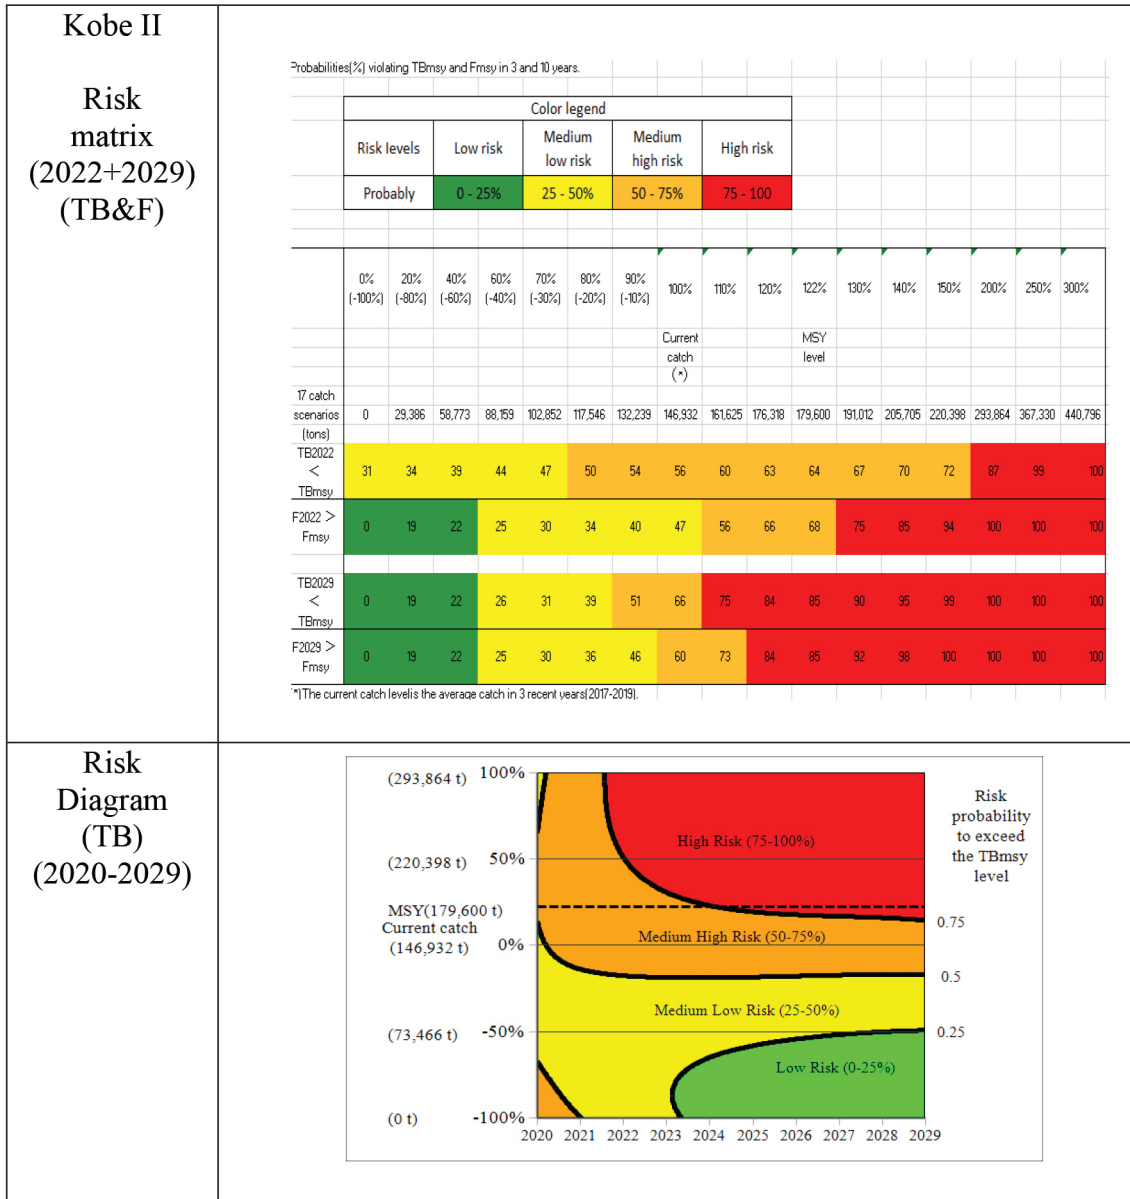 Kobe II
Risk
matrix
(2022+2029)
(TB&F)
Probabilities(%) violating TBmsy and Fmsy in 3 and 10 years.
Color legend
Risk levels Low risk Medium low risk Medium high risk High risk
Probably 0 - 25% 25 - 50% 50 - 75% 75 - 100
0% 20% 40% 60% 70% 80% 90% 100% 110% 120% 122% 130% 140% 150% 200% 250% 300%
(-100%) (-80%) (-60%) (-40%) (-30%) (-20%) (-10%)
Current MSY
catch level
(*)
17 catch
scenarios 0 29,386 58,773 88,159 102,852 117,546 132,239 146,932 161,625 176,318 179,600 191,012 205,705 220,398 293,864 367,330 440,796
(tons)
TB2022 < TBmsy 31 34 39 44 47 50 54 56 60 63 64 67 70 72 87 99 100
F2022 > Fmsy 0 19 22 25 30 34 40 47 56 66 68 75 85 94 100 100 100
TB2029 < TBmsy 0 19 22 26 31 39 51 66 75 84 85 90 95 99 100 100 100
F2029 > Fmsy 0 19 22 25 30 36 46 60 73 84 85 92 98 100 100 100 100
*) The current catch level is the average catch in 3 recent years(2017-2019).
Risk
Diagram
(TB)
(2020-2029)
(293,864 t) 100%
(220,398 t) 50%
MSY(179,600 t)
Current catch
(146,932 t) 0%
(73,466 t) -50%
(0 t) -100%
High Risk (75-100%)
Medium High Risk (50-75%)
Medium Low Risk (25-50%)
Low Risk (0-25%)
Risk
probability
to exceed
the TBmsy
level
0.75
0.5
0.25
2020 2021 2022 2023 2024 2025 2026 2027 2028 2029